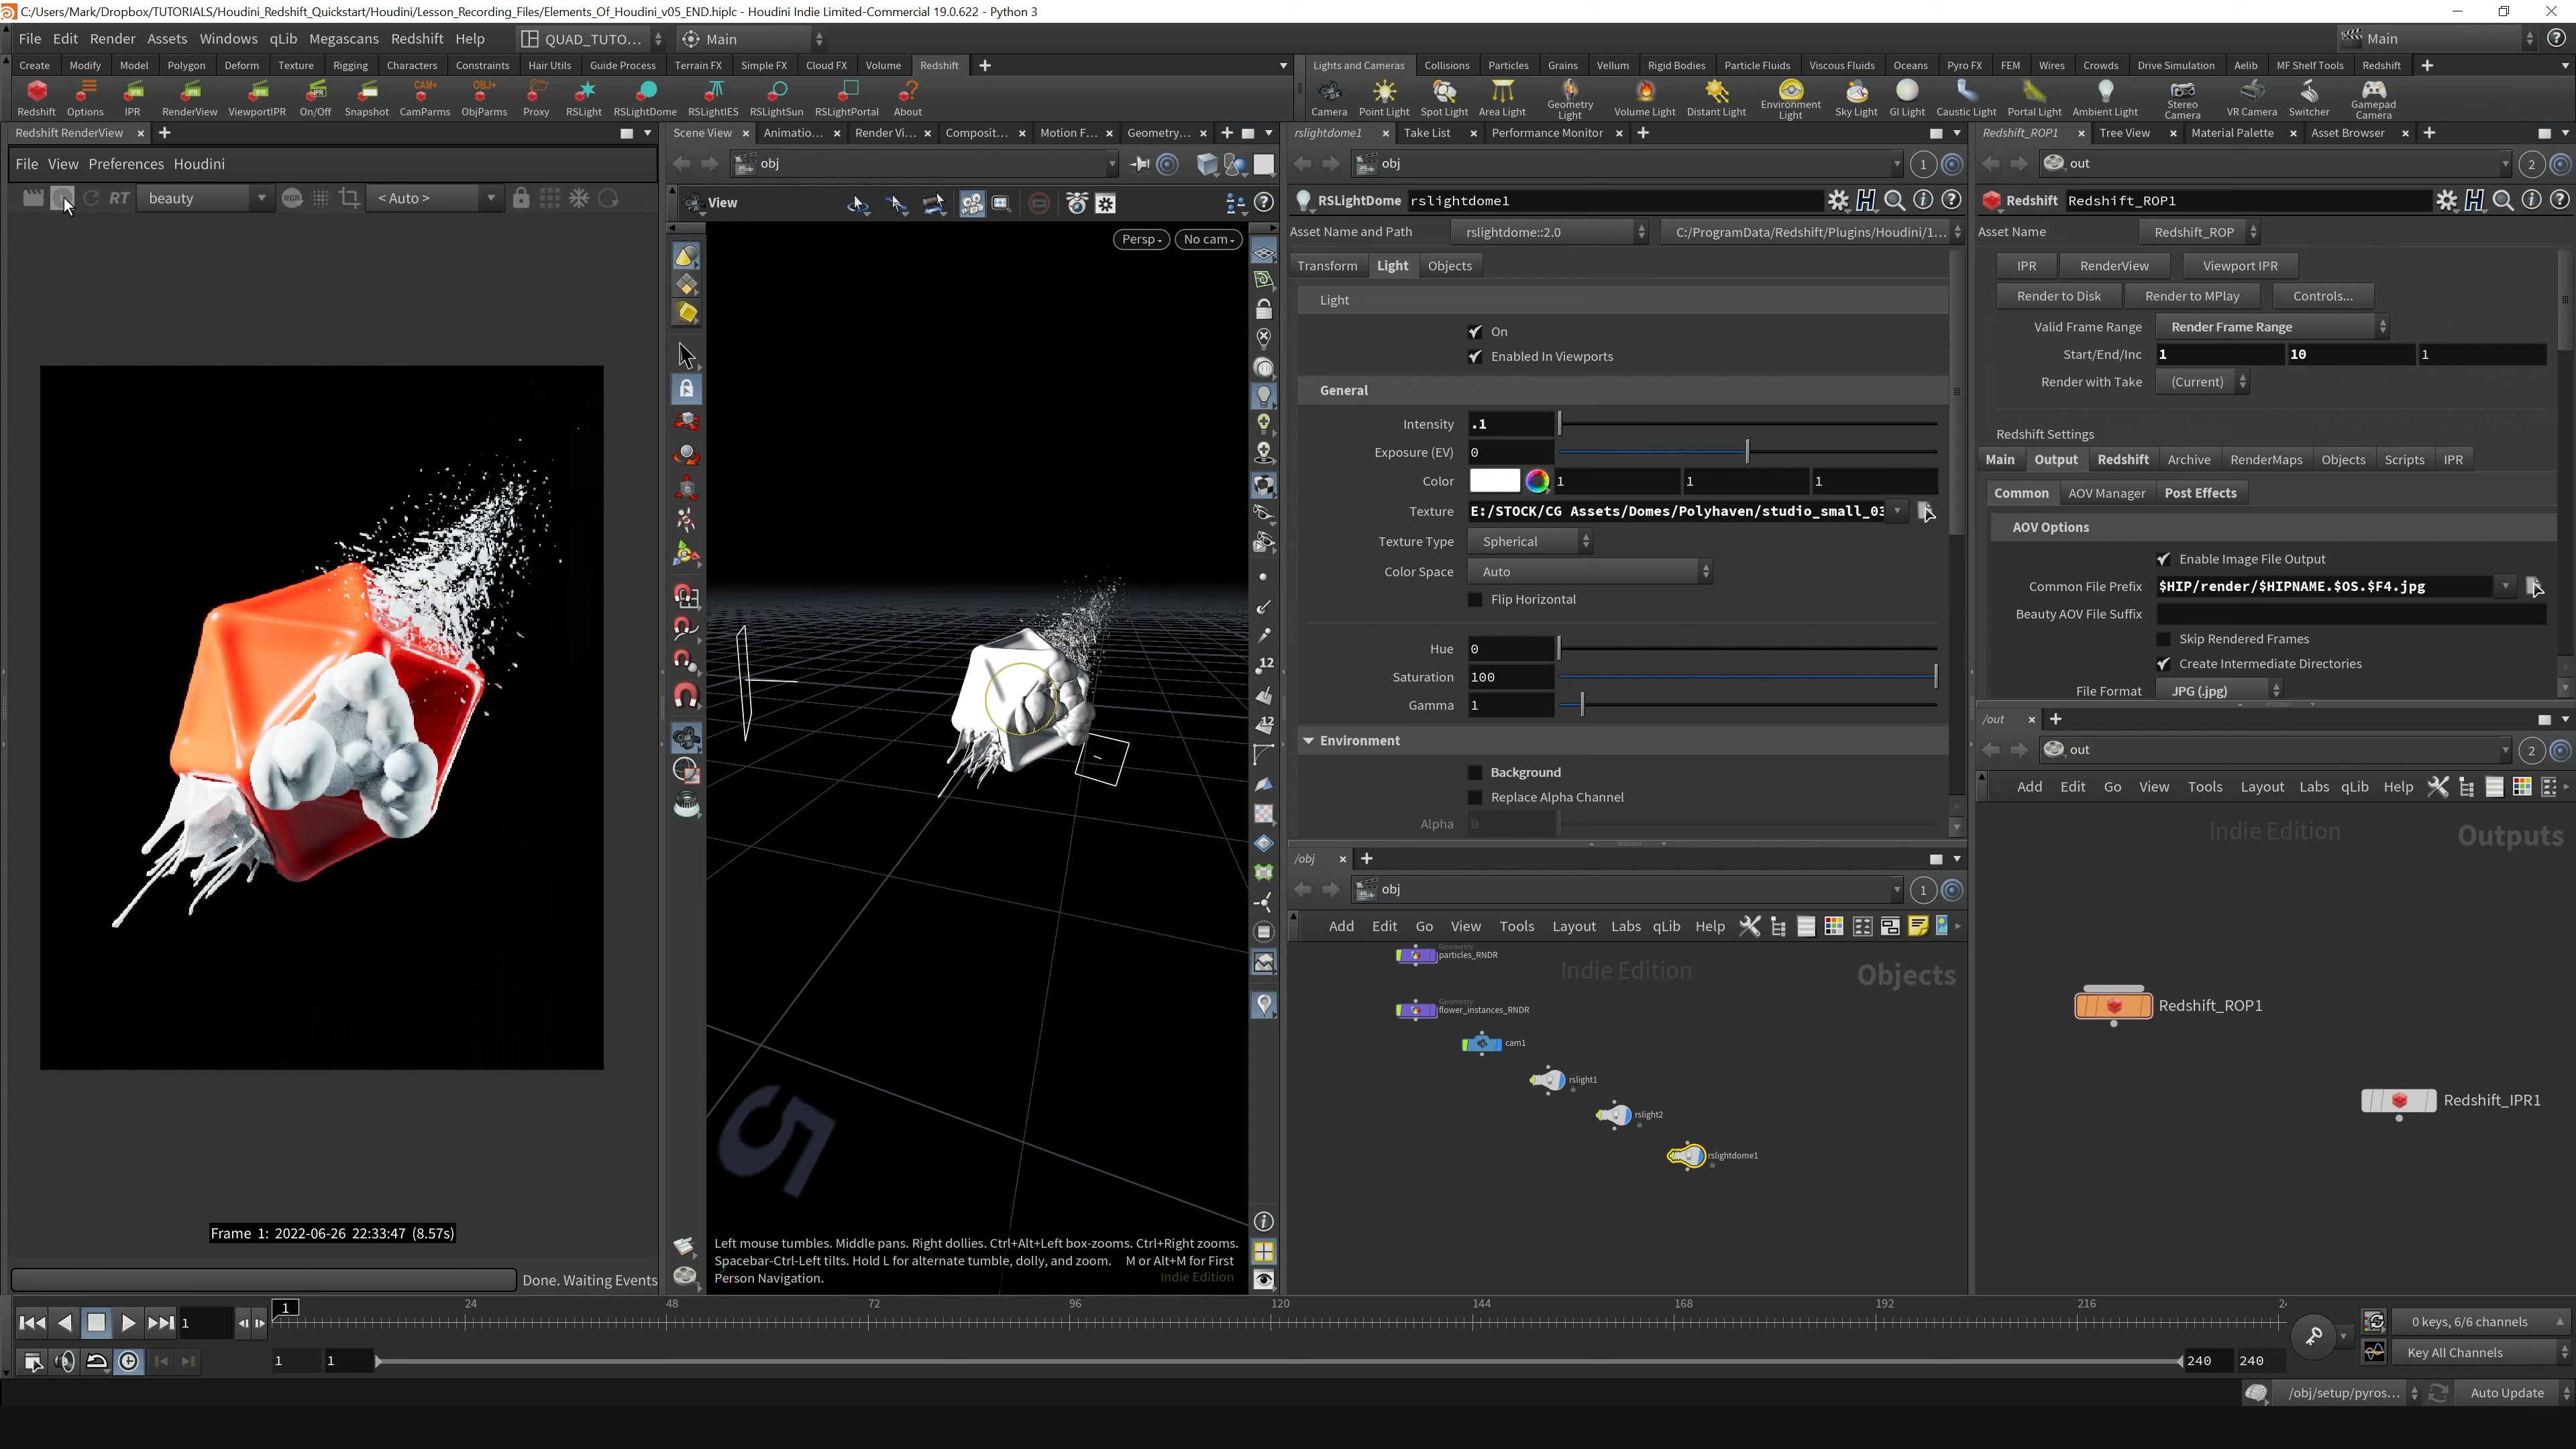 C:/Users/Mark/Dropbox/TUTORIALS/Houdini_Redshift_Quickstart/Houdini/Lesson_Recording_Files/Elements_Of_Houdini_v05_END.hiplc - Houdini Indie Limited-Commercial 19.0.622 - Python 3
File Edit Render Assets Windows qLib Megascans Redshift Help QUAD_TUTO... Main Main
Create Modify Model Polygon Deform Texture Rigging Characters Constraints Hair Utils Guide Process Terrain FX Simple FX Cloud FX Volume Redshift
Lights and Cameras Collisions Particles Grains Vellum Rigid Bodies Particle Fluids Viscous Fluids Oceans Pyro FX FEM Wires Crowds Drive Simulation Aelib MF Shelf Tools Redshift
Redshift Options IPR RenderView ViewportIPR On/Off Snapshot CamParms ObjParms Proxy RSLight RSLightDome RSLightIES RSLightSun RSLightPortal About
Camera Point Light Spot Light Area Light Geometry Light Volume Light Distant Light Environment Light Sky Light GI Light Caustic Light Portal Light Ambient Light Stereo Camera VR Camera Switcher Gamepad Camera
Redshift RenderView
File View Preferences Houdini
RT beauty RGB < Auto >
Frame 1: 2022-06-26 22:33:47 (8.57s)
Done. Waiting Events
Scene View Animatio... Render Vi... Composit... Motion F... Geometry...
obj
View
Persp No cam
12
12
5
Left mouse tumbles. Middle pans. Right dollies. Ctrl+Alt+Left box-zooms. Ctrl+Right zooms.
Spacebar-Ctrl-Left tilts. Hold L for alternate tumble, dolly, and zoom. M or Alt+M for First
Person Navigation.
Indie Edition
rslightdome1 Take List Performance Monitor
obj 1
RSLightDome rslightdome1
Asset Name and Path rslightdome::2.0 C:/ProgramData/Redshift/Plugins/Houdini/1...
Transform Light Objects
Light
On
Enabled In Viewports
General
Intensity .1
Exposure (EV) 0
Color 1 1 1
Texture E:/STOCK/CG Assets/Domes/Polyhaven/studio_small_03
Texture Type Spherical
Color Space Auto
Flip Horizontal
Hue 0
Saturation 100
Gamma 1
Environment
Background
Replace Alpha Channel
Alpha 0
/obj
obj 1
Add Edit Go View Tools Layout Labs qLib Help
Indie Edition
Objects
Geometry
particles_RNDR
Geometry
flower_instances_RNDR
cam1
rslight1
rslight2
rslightdome1
Redshift_ROP1 Tree View Material Palette Asset Browser
out 2
Redshift Redshift_ROP1
Asset Name Redshift_ROP
IPR RenderView Viewport IPR
Render to Disk Render to MPlay Controls...
Valid Frame Range Render Frame Range
Start/End/Inc 1 10 1
Render with Take (Current)
Redshift Settings
Main Output Redshift Archive RenderMaps Objects Scripts IPR
Common AOV Manager Post Effects
AOV Options
Enable Image File Output
Common File Prefix $HIP/render/$HIPNAME.$OS.$F4.jpg
Beauty AOV File Suffix
Skip Rendered Frames
Create Intermediate Directories
File Format JPG (.jpg)
/out
out 2
Add Edit Go View Tools Layout Labs qLib Help
Indie Edition
Outputs
Redshift_ROP1
Redshift_IPR1
1 1 24 48 72 96 120 144 168 192 216
0 keys, 6/6 channels
1 1 240 240
Key All Channels
/obj/setup/pyros... Auto Update